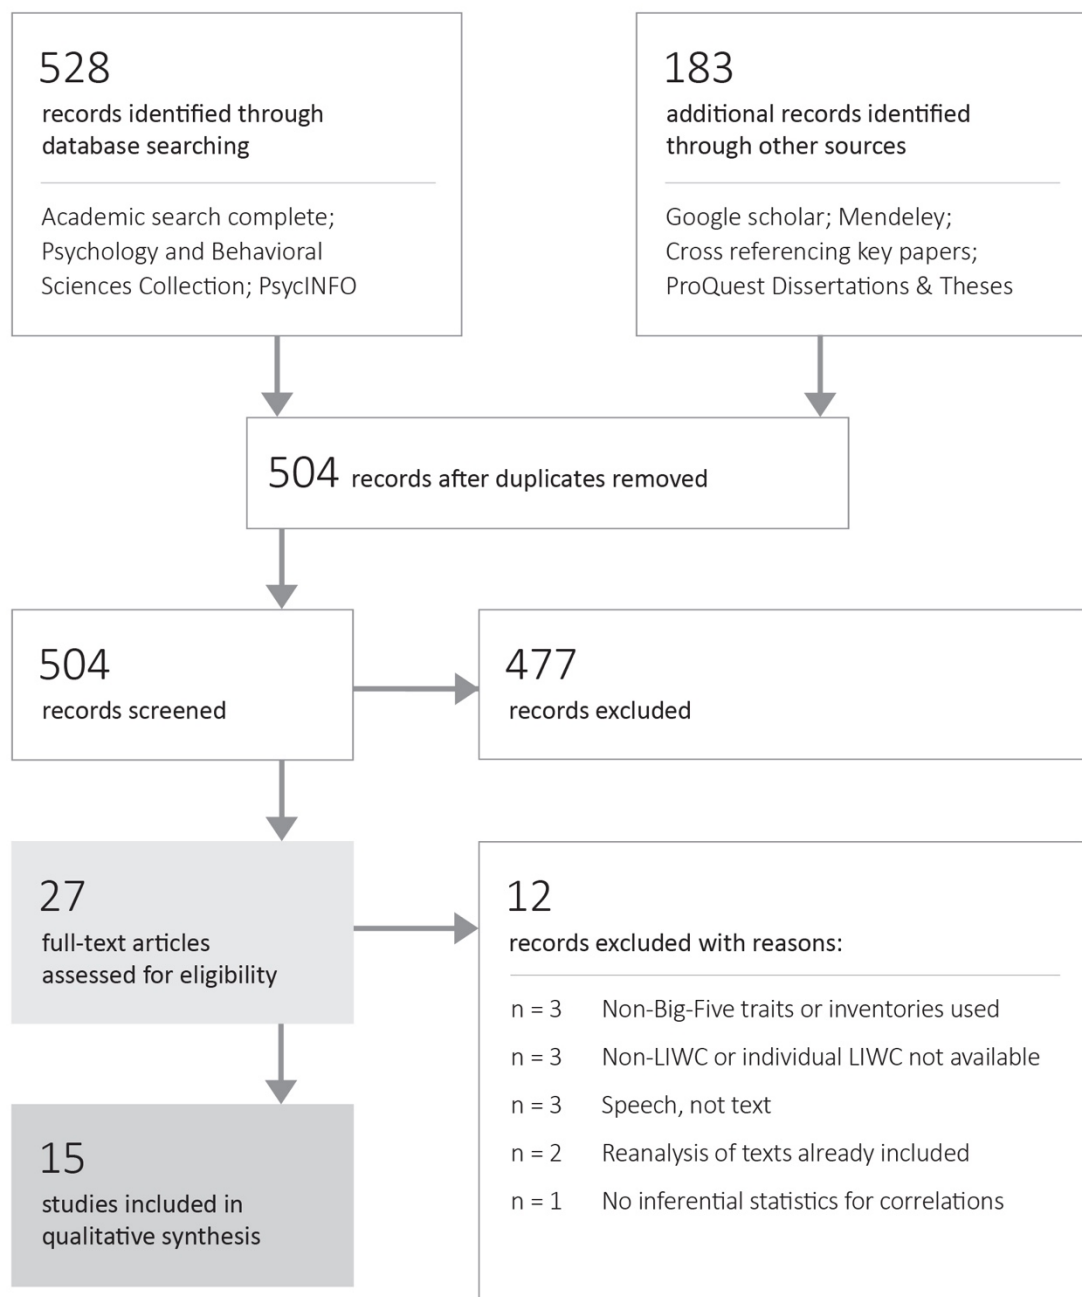 528
records identified through
database searching
Academic search complete;
Psychology and Behavioral
Sciences Collection; PsycINFO
183
additional records identified
through other sources
Google scholar; Mendeley;
Cross referencing key papers;
ProQuest Dissertations & Theses
504 records after duplicates removed
504
records screened
477
records excluded
27
full-text articles
assessed for eligibility
12
records excluded with reasons:
n = 3 Non-Big-Five traits or inventories used
n = 3 Non-LIWC or individual LIWC not available
n = 3 Speech, not text
n = 2 Reanalysis of texts already included
n = 1 No inferential statistics for correlations
15
studies included in
qualitative synthesis